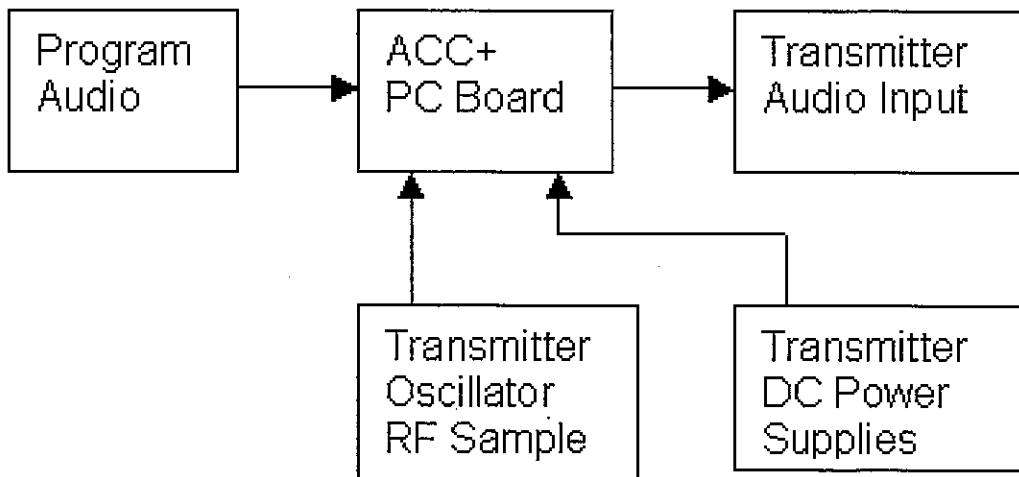 Program
Audio
ACC+
PC Board
Transmitter
Audio Input
Transmitter
Oscillator
RF Sample
Transmitter
DC Power
Supplies